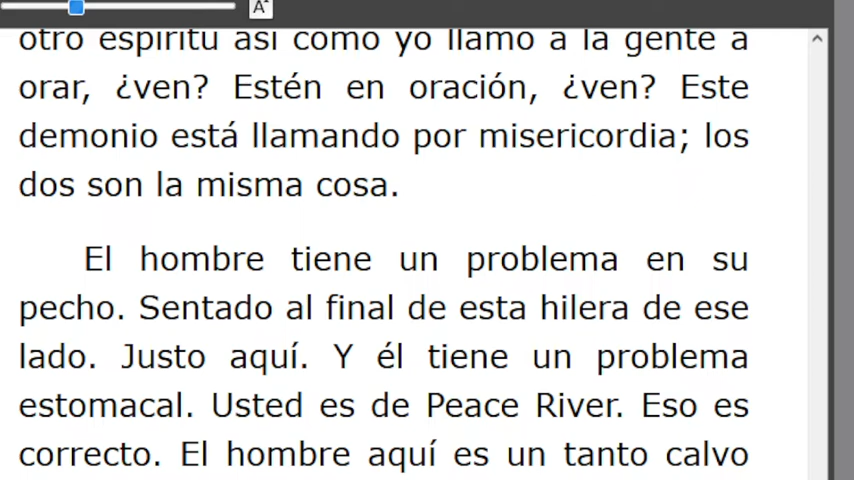 A
otro espíritu así como yo llamo a la gente a
orar, ¿ven? Estén en oración, ¿ven? Este
demonio está llamando por misericordia; los
dos son la misma cosa.
El hombre tiene un problema en su
pecho. Sentado al final de esta hilera de ese
lado. Justo aquí. Y él tiene un problema
estomacal. Usted es de Peace River. Eso es
correcto. El hombre aquí es un tanto calvo